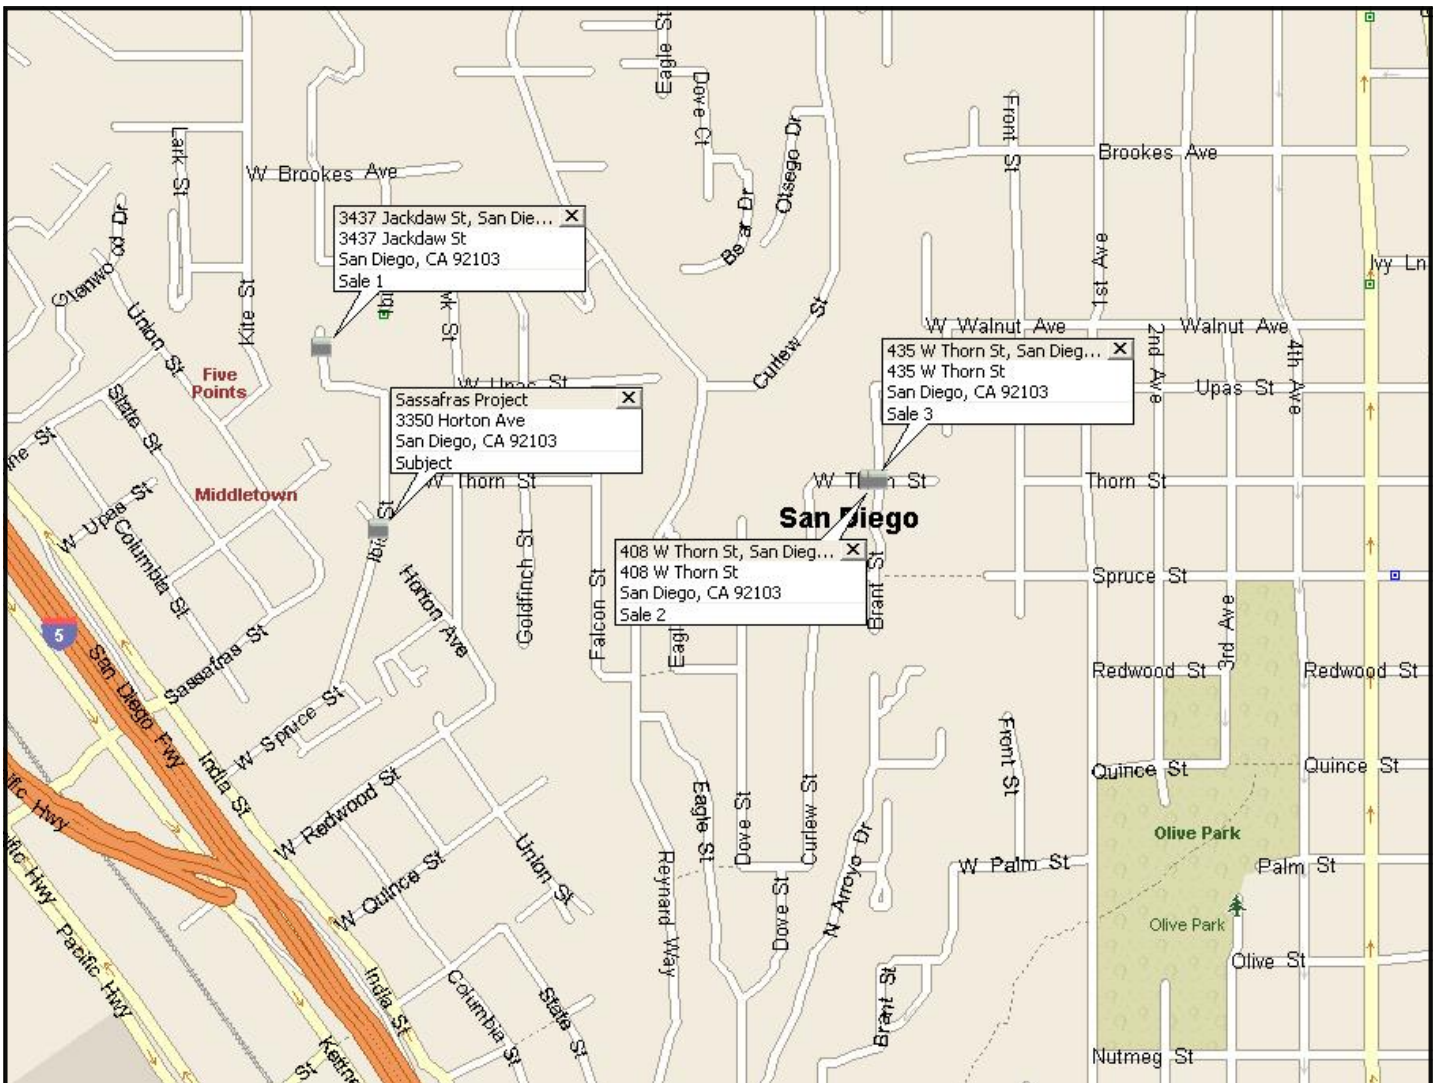 Eagle St
Dove Ct
Otsego Dr
Front St
Lark St
W Brookes Ave
Brookes Ave
Bear Dr
Glenwood Dr
3437 Jackdaw St, San Die...
3437 Jackdaw St
San Diego, CA 92103
Sale 1
1st Ave
Ivy Ln
Union St
Kite St
Curlew St
W Walnut Ave
Walnut Ave
2nd Ave
4th Ave
Five
Points
State St
W Upas St
435 W Thorn St, San Dieg...
435 W Thorn St
San Diego, CA 92103
Sale 3
Upas St
Sassafras Project
3350 Horton Ave
San Diego, CA 92103
Subject
Middletown
W Upas St
Columbia St
W Thorn St
W Thorn St
Thorn St
San Diego
Ibis St
Horton Ave
Goldfinch St
Falcon St
408 W Thorn St, San Dieg...
408 W Thorn St
San Diego, CA 92103
Sale 2
Eagle
Brant St
Spruce St
3rd Ave
5
San Diego Fwy
Sassafras St
Redwood St
Redwood St
W Spruce St
India St
Front St
Quince St
Quince St
Pacific Hwy
W Redwood St
Eagle St
Dove St
Curlew St
Olive Park
W Quince St
Union St
Reynard Way
N Arroyo Dr
W Palm St
Palm St
Dove St
Olive Park
Pacific Hwy
India St
Columbia St
State St
Brant St
Olive St
Nutmeg St
St